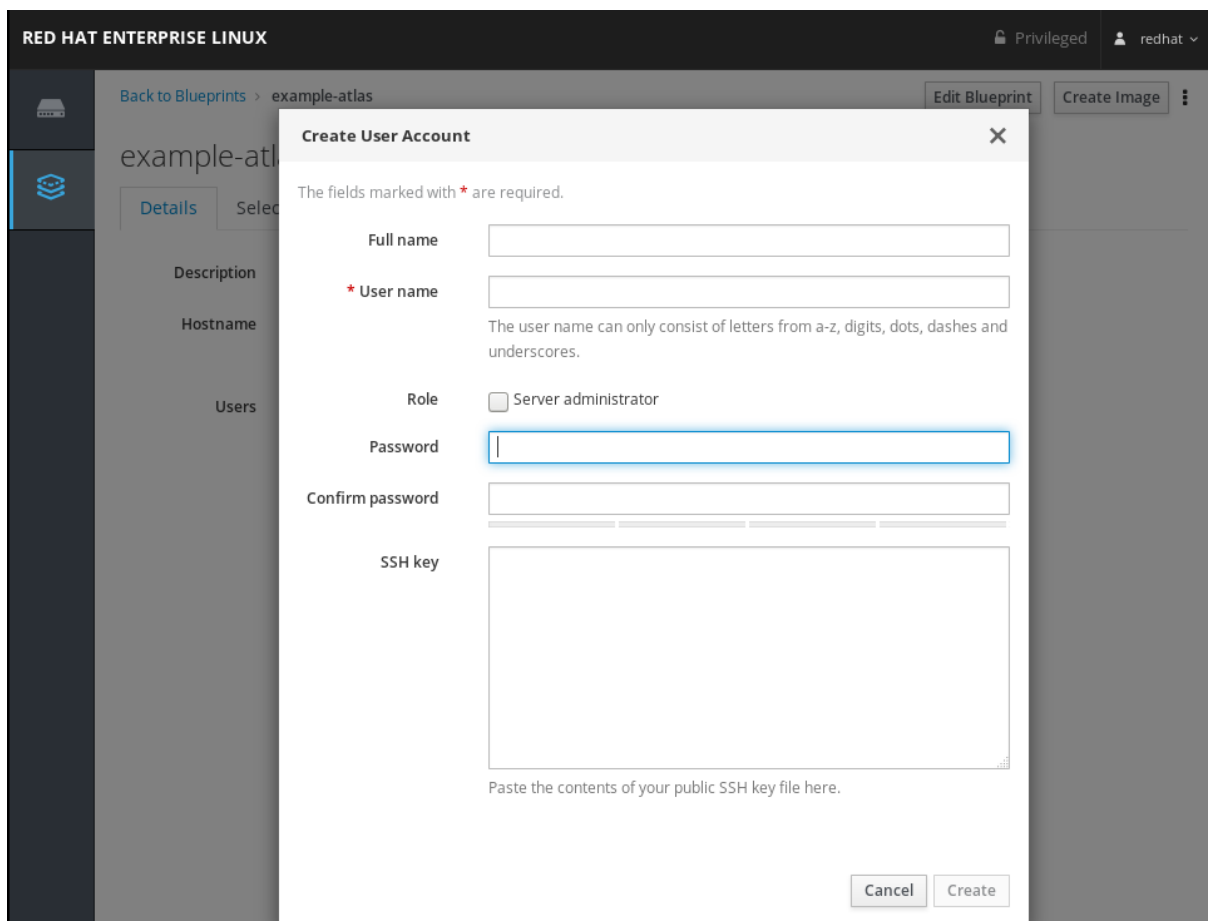 RED HAT ENTERPRISE LINUX
Privileged
redhat
Back to Blueprints > example-atlas
Edit Blueprint
Create Image
example-atl
Details
Selec
Description
Hostname
Users
Create User Account
The fields marked with * are required.
Full name
* User name
The user name can only consist of letters from a-z, digits, dots, dashes and
underscores.
Role
Server administrator
Password
Confirm password
SSH key
Paste the contents of your public SSH key file here.
Cancel
Create